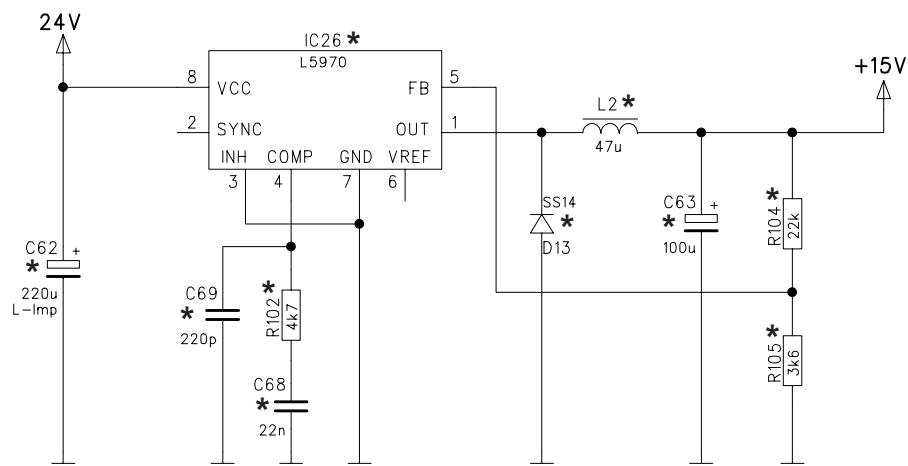 24V
IC26 *
L5970
8 VCC FB 5
+15V
2 SYNC OUT 1
L2 *
47u
INH COMP GND VREF
3 4 7 6
SS14
*
D13
C63 +
*
100u
*
R104
22k
C62 +
*
220u
L-Imp
C69
*
220p
*
R102
4k7
*
R105
3k6
C68
*
22n